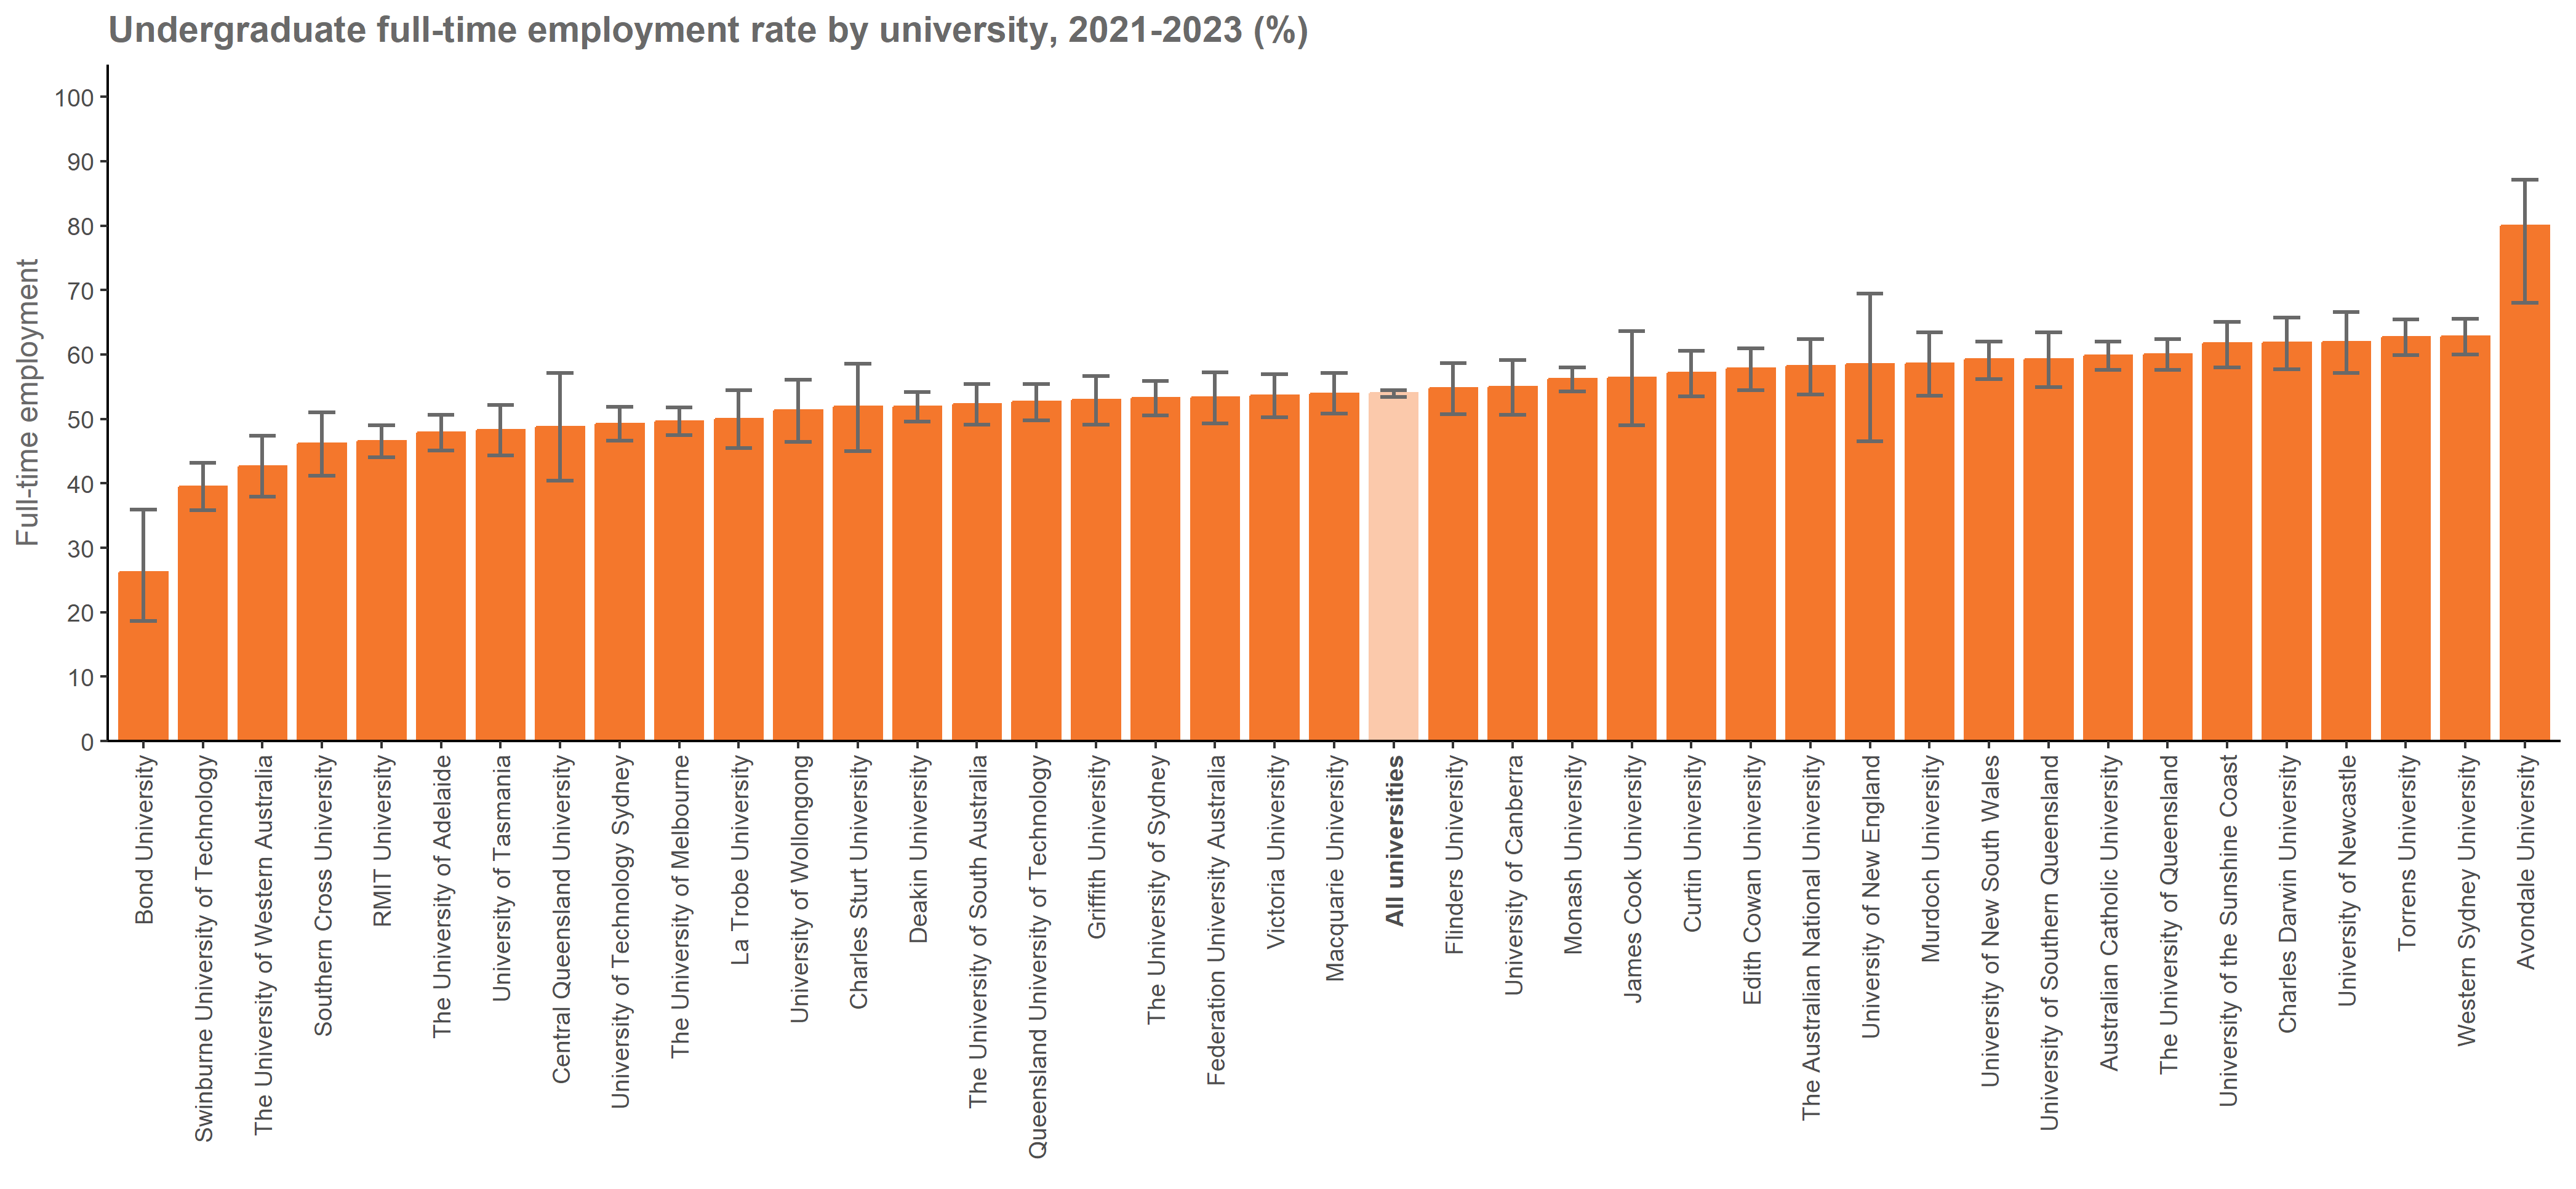 Undergraduate full-time employment rate by university, 2021-2023 (%)
Full-time employment
100
90
80
70
60
50
40
30
20
10
0
Bond University
Swinburne University of Technology
The University of Western Australia
Southern Cross University
RMIT University
The University of Adelaide
University of Tasmania
Central Queensland University
University of Technology Sydney
The University of Melbourne
La Trobe University
University of Wollongong
Charles Sturt University
Deakin University
The University of South Australia
Queensland University of Technology
Griffith University
The University of Sydney
Federation University Australia
Victoria University
Macquarie University
All universities
Flinders University
University of Canberra
Monash University
James Cook University
Curtin University
Edith Cowan University
The Australian National University
University of New England
Murdoch University
University of New South Wales
University of Southern Queensland
Australian Catholic University
The University of Queensland
University of the Sunshine Coast
Charles Darwin University
University of Newcastle
Torrens University
Western Sydney University
Avondale University